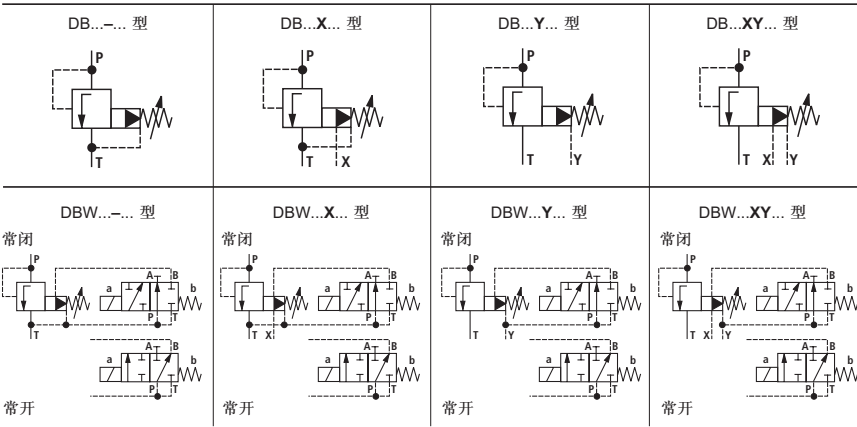 DB...–... 型
DB...X... 型
DB...Y... 型
DB...XY... 型
P
T
P
T X
P
T Y
P
T X Y
DBW...–... 型
DBW...X... 型
DBW...Y... 型
DBW...XY... 型
常闭
常闭
常闭
常闭
P
a A B b
P T
T
P
a A B b
P T
T X
P
a A B b
P T
T Y
P
a A B b
P T
T X Y
a A B b
P T
a A B b
P T
a A B b
P T
a A B b
P T
常开
常开
常开
常开